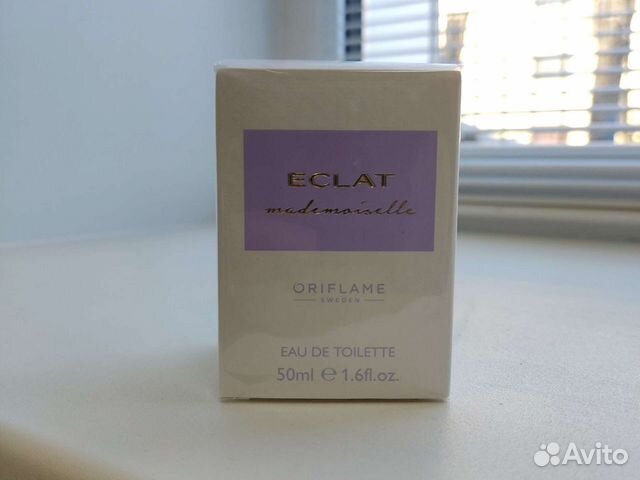 ECLAT
mademoiselle
ORIFLAME
SWEDEN
EAU DE TOILETTE
50ml ℮ 1.6fl.oz.
Avito